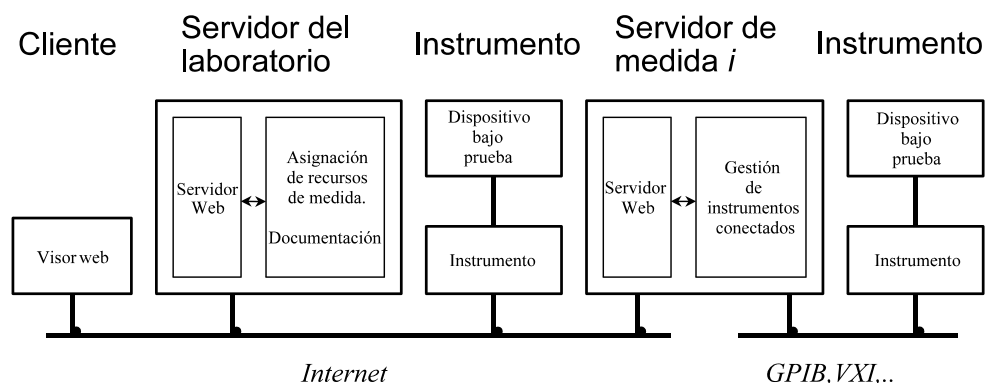 Cliente
Servidor del
laboratorio
Instrumento
Servidor de
medida i
Instrumento
Visor web
Servidor
Web
Asignación
de recursos
de medida.
Documentación
Dispositivo
bajo
prueba
Instrumento
Servidor
Web
Gestión
de
instrumentos
conectados
Dispositivo
bajo
prueba
Instrumento
Internet
GPIB,VXI,..